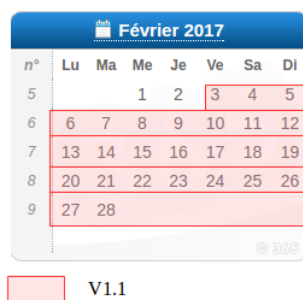 Février 2017
n° Lu Ma Me Je Ve Sa Di
5 1 2 3 4 5
6 6 7 8 9 10 11 12
7 13 14 15 16 17 18 19
8 20 21 22 23 24 25 26
9 27 28
© 365
V1.1